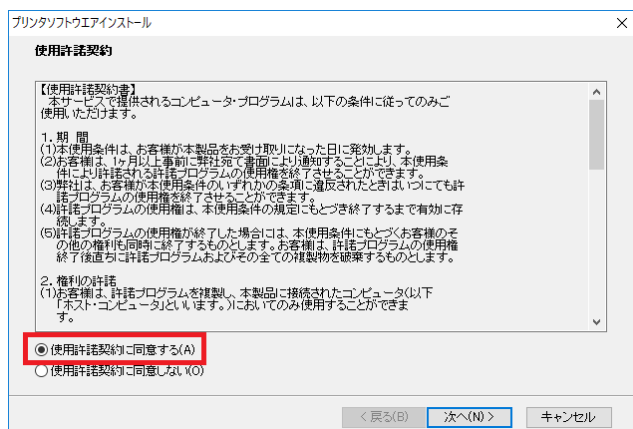 プリンタソフトウエアインストール
使用許諾契約
【使用許諾契約書】
本サービスで提供されるコンピュータ・プログラムは、以下の条件に従ってのみご
使用いただけます。
1. 期 間
(1)本使用条件は、お客様が本製品をお受け取りになった日に発効します。
(2)お客様は、1ヶ月以上事前に弊社宛て書面により通知することにより、本使用条
件により許諾される許諾プログラムの使用権を終了させることができます。
(3)弊社は、お客様が本使用条件のいずれかの条項に違反されたときはいつにても許
諾プログラムの使用権を終了させることができます。
(4)許諾プログラムの使用権は、本使用条件の規定にもとづき終了するまで有効に存
続します。
(5)許諾プログラムの使用権が終了した場合には、本使用条件にもとづくお客様のそ
の他の権利も同時に終了するものとします。お客様は、許諾プログラムの使用権
終了後直ちに許諾プログラムおよびその全ての複製物を破棄するものとします。
2. 権利の許諾
(1)お客様は、許諾プログラムを複製し、本製品に接続されたコンピュータ(以下
「ホスト・コンピュータ」といいます。)においてのみ使用することができま
す。
使用許諾契約に同意する(A)
使用許諾契約に同意しない(O)
< 戻る(B) 次へ(N) > キャンセル